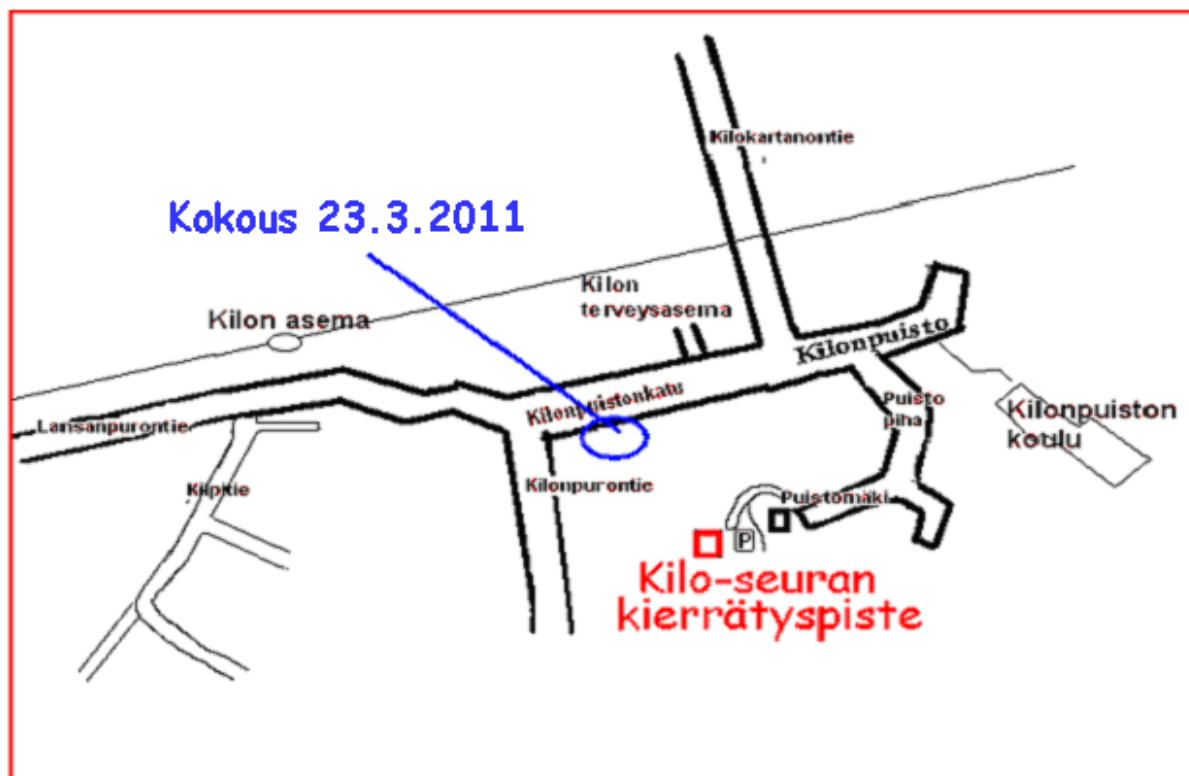 Kilokartanontie
Kokous 23.3.2011
Kilon
terveysasema
Kilon asema
Kilonpuisto
Kilonpuistonkatu
Puisto
piha
Kilonpuiston
koulu
Lansanpurontie
Kilpitie
Kilonpurontie
Puistomäki
P
Kilo-seuran
kierrätyspiste